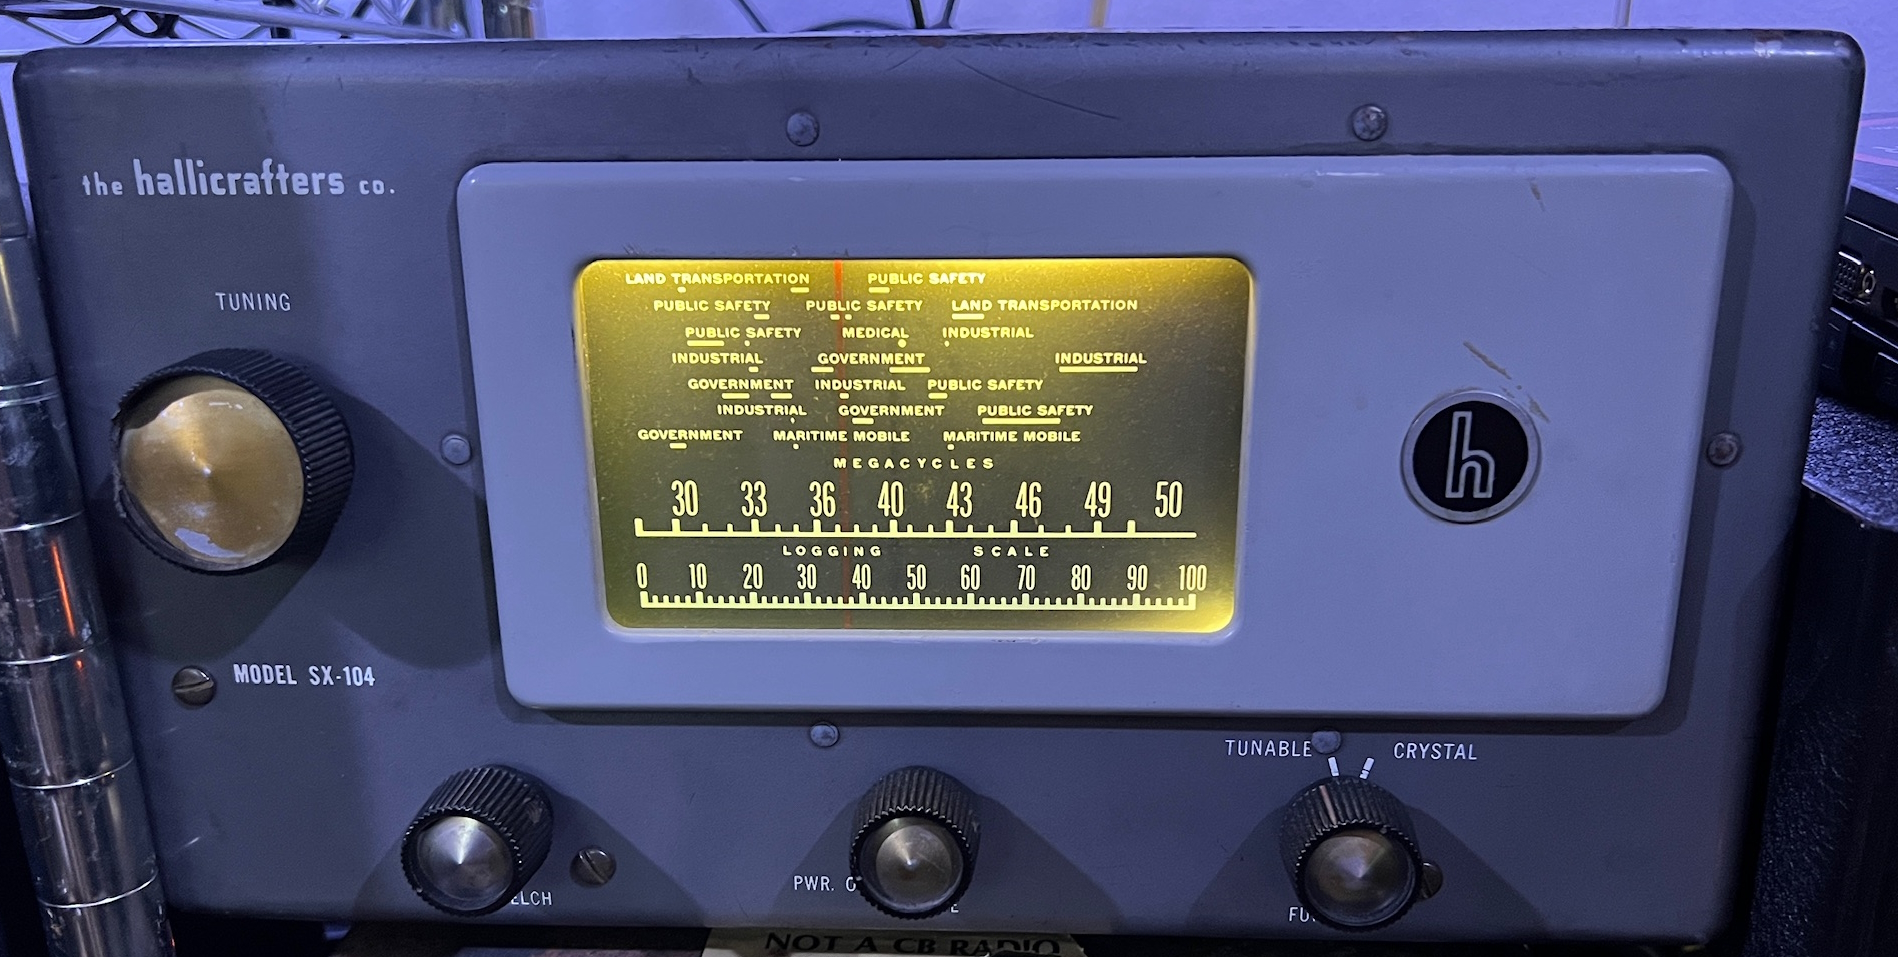 the hallicrafters co.
TUNING
LAND TRANSPORTATION PUBLIC SAFETY
PUBLIC SAFETY PUBLIC SAFETY LAND TRANSPORTATION
PUBLIC SAFETY MEDICAL INDUSTRIAL
INDUSTRIAL GOVERNMENT INDUSTRIAL
GOVERNMENT INDUSTRIAL PUBLIC SAFETY
INDUSTRIAL GOVERNMENT PUBLIC SAFETY
GOVERNMENT MARITIME MOBILE MARITIME MOBILE
MEGACYCLES
30 33 36 40 43 46 49 50
LOGGING SCALE
0 10 20 30 40 50 60 70 80 90 100
h
MODEL SX-104
TUNABLE CRYSTAL
PWR.
NOT A CB RADIO